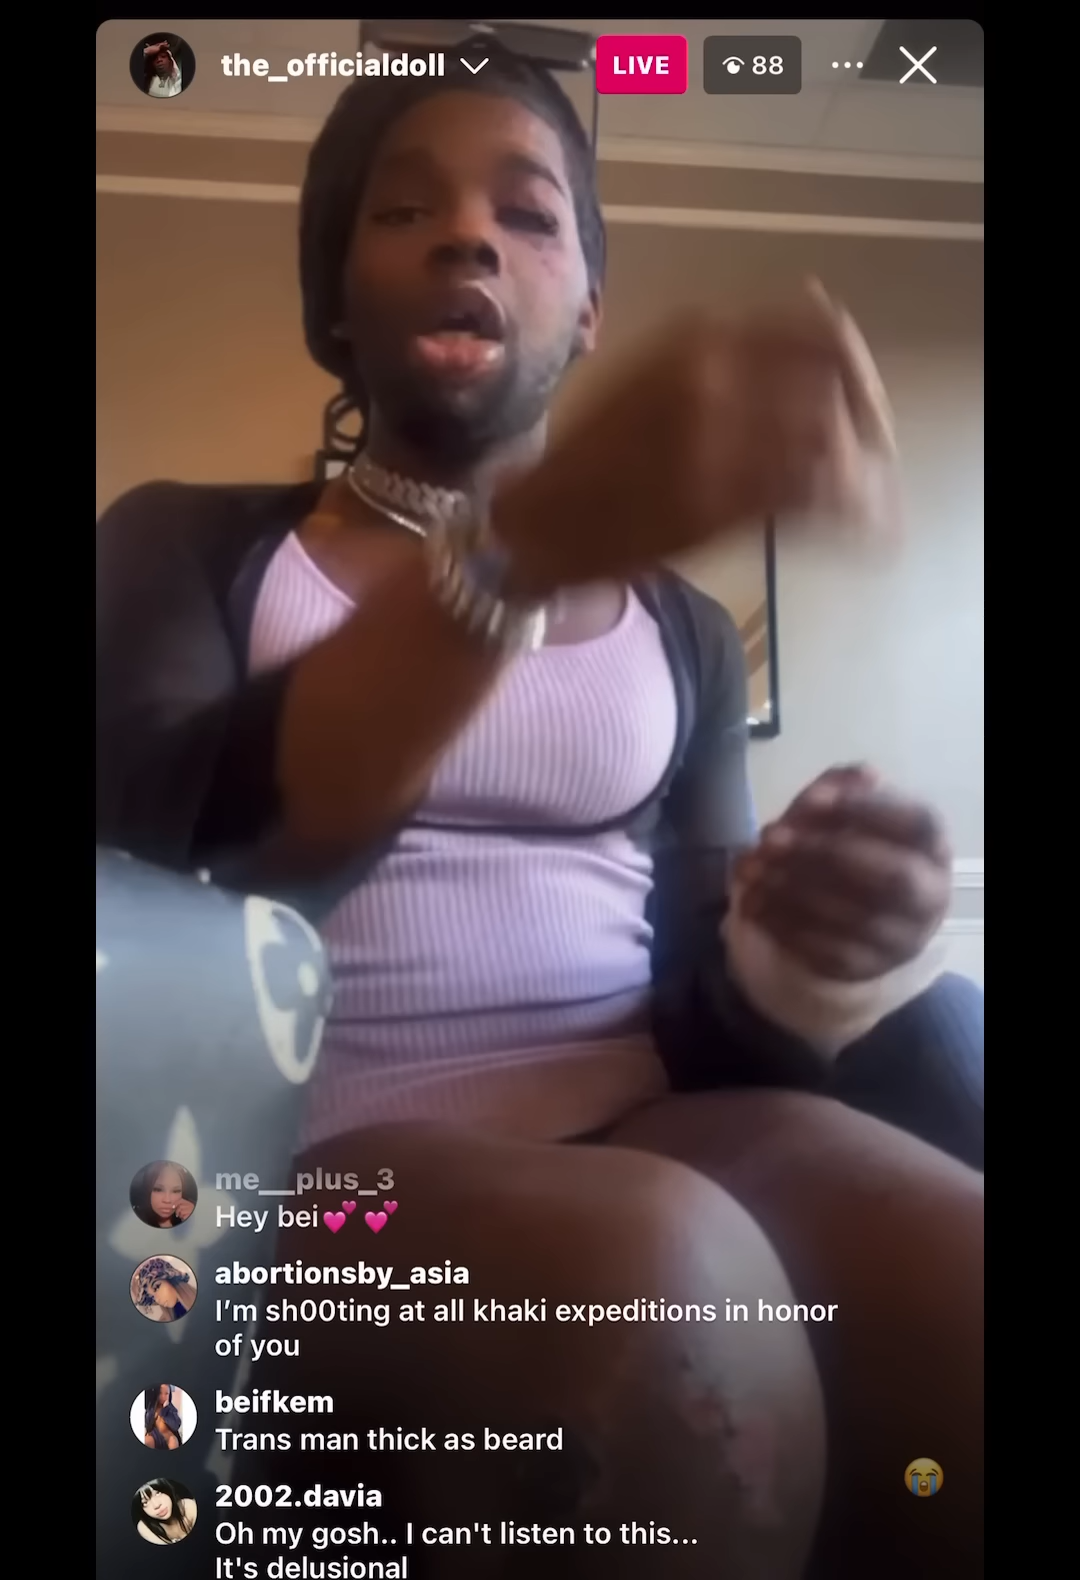 the_officialdoll
LIVE
88
me__plus_3
Hey bei💕 💕
abortionsby_asia
I'm sh00ting at all khaki expeditions in honor
of you
beifkem
Trans man thick as beard
2002.davia
Oh my gosh.. I can't listen to this...
It's delusional